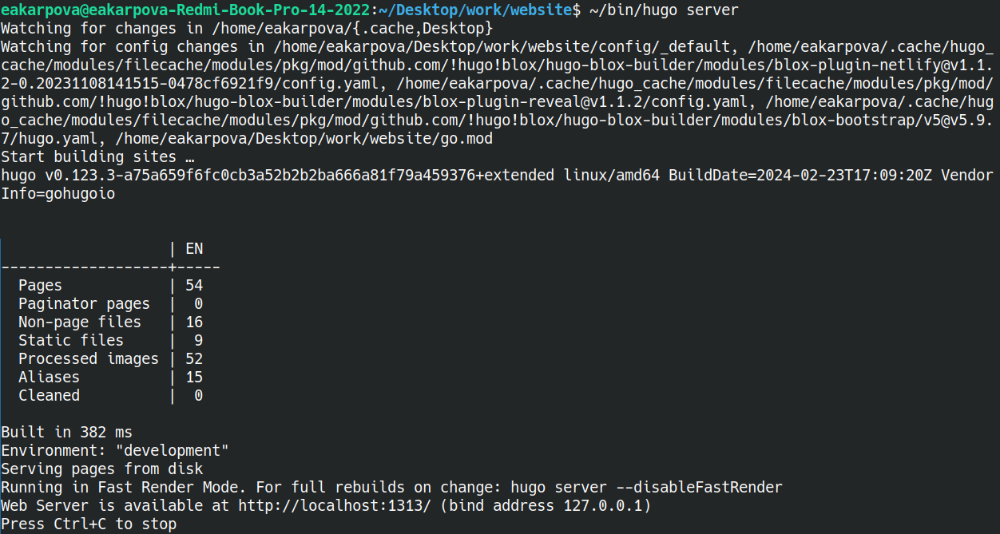 eakarpova@eakarpova-Redmi-Book-Pro-14-2022:~/Desktop/work/website$ ~/bin/hugo server
Watching for changes in /home/eakarpova/{.cache,Desktop}
Watching for config changes in /home/eakarpova/Desktop/work/website/config/_default, /home/eakarpova/.cache/hugo_
cache/modules/filecache/modules/pkg/mod/github.com/!hugo!blox/hugo-blox-builder/modules/blox-plugin-netlify@v1.1.
2-0.20231108141515-0478cf6921f9/config.yaml, /home/eakarpova/.cache/hugo_cache/modules/filecache/modules/pkg/mod/
github.com/!hugo!blox/hugo-blox-builder/modules/blox-plugin-reveal@v1.1.2/config.yaml, /home/eakarpova/.cache/hug
o_cache/modules/filecache/modules/pkg/mod/github.com/!hugo!blox/hugo-blox-builder/modules/blox-bootstrap/v5@v5.9.
7/hugo.yaml, /home/eakarpova/Desktop/work/website/go.mod
Start building sites …
hugo v0.123.3-a75a659f6fc0cb3a52b2b2ba666a81f79a459376+extended linux/amd64 BuildDate=2024-02-23T17:09:20Z Vendor
Info=gohugoio
                   | EN
-------------------+-----
  Pages            | 54
  Paginator pages  |  0
  Non-page files   | 16
  Static files     |  9
  Processed images | 52
  Aliases          | 15
  Cleaned          |  0
Built in 382 ms
Environment: "development"
Serving pages from disk
Running in Fast Render Mode. For full rebuilds on change: hugo server --disableFastRender
Web Server is available at http://localhost:1313/ (bind address 127.0.0.1)
Press Ctrl+C to stop